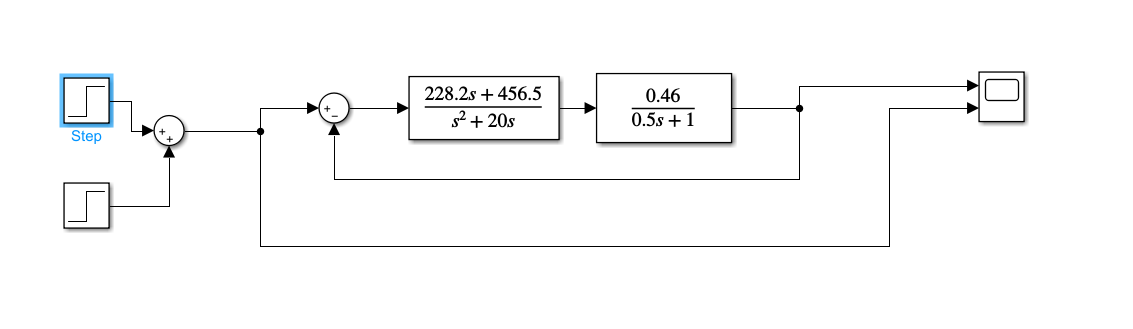 Step
+
+
+
−
228.2s + 456.5
s² + 20s
0.46
0.5s + 1